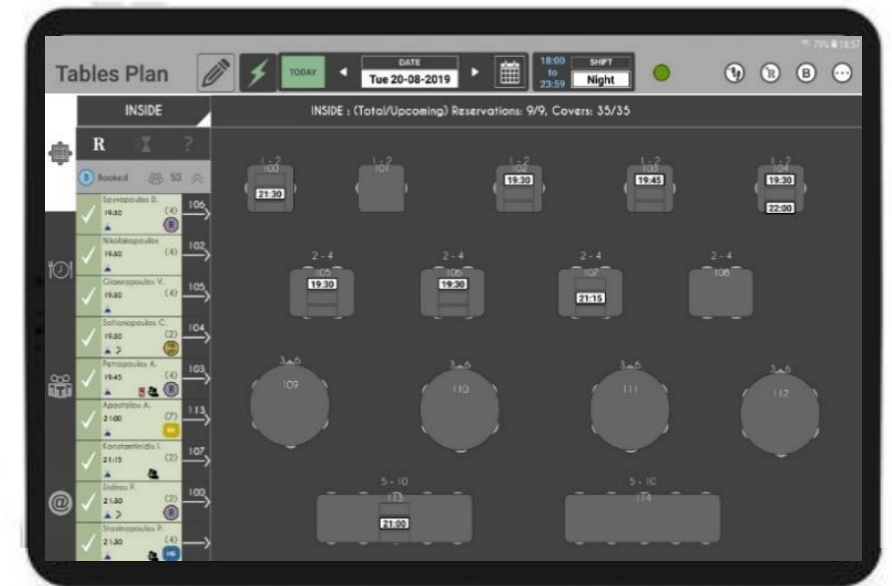 79% 18:57
Tables Plan
TODAY
DATE
Tue 20-08-2019
18:00
to
23:59
SHIFT
Night
R
B
INSIDE
INSIDE : (Total/Upcoming) Reservations: 9/9, Covers: 35/35
R
?
Booked 53
Spyropoulos D.
19:30 (4) 106
R
Nikolakopoulos
19:30 (4) 102
Giannopoulos V.
19:30 (4) 105
Sofianopoulos C.
19:30 (2) 104
Petropoulos A.
19:45 (4) 103
R
Apostolou A.
21:00 (7) 113
Konstantinidis I.
21:15 (2) 107
Sideras P.
21:30 (2) 100
R
21:30 (4)
1 - 2
100
21:30
1 - 2
101
1 - 2
102
19:30
1 - 2
103
19:45
1 - 2
104
19:30
22:00
2 - 4
105
19:30
2 - 4
106
19:30
2 - 4
107
21:15
2 - 4
108
3 - 6
109
3 - 6
110
3 - 6
111
3 - 6
112
5 - 10
113
21:00
5 - 10
114
@